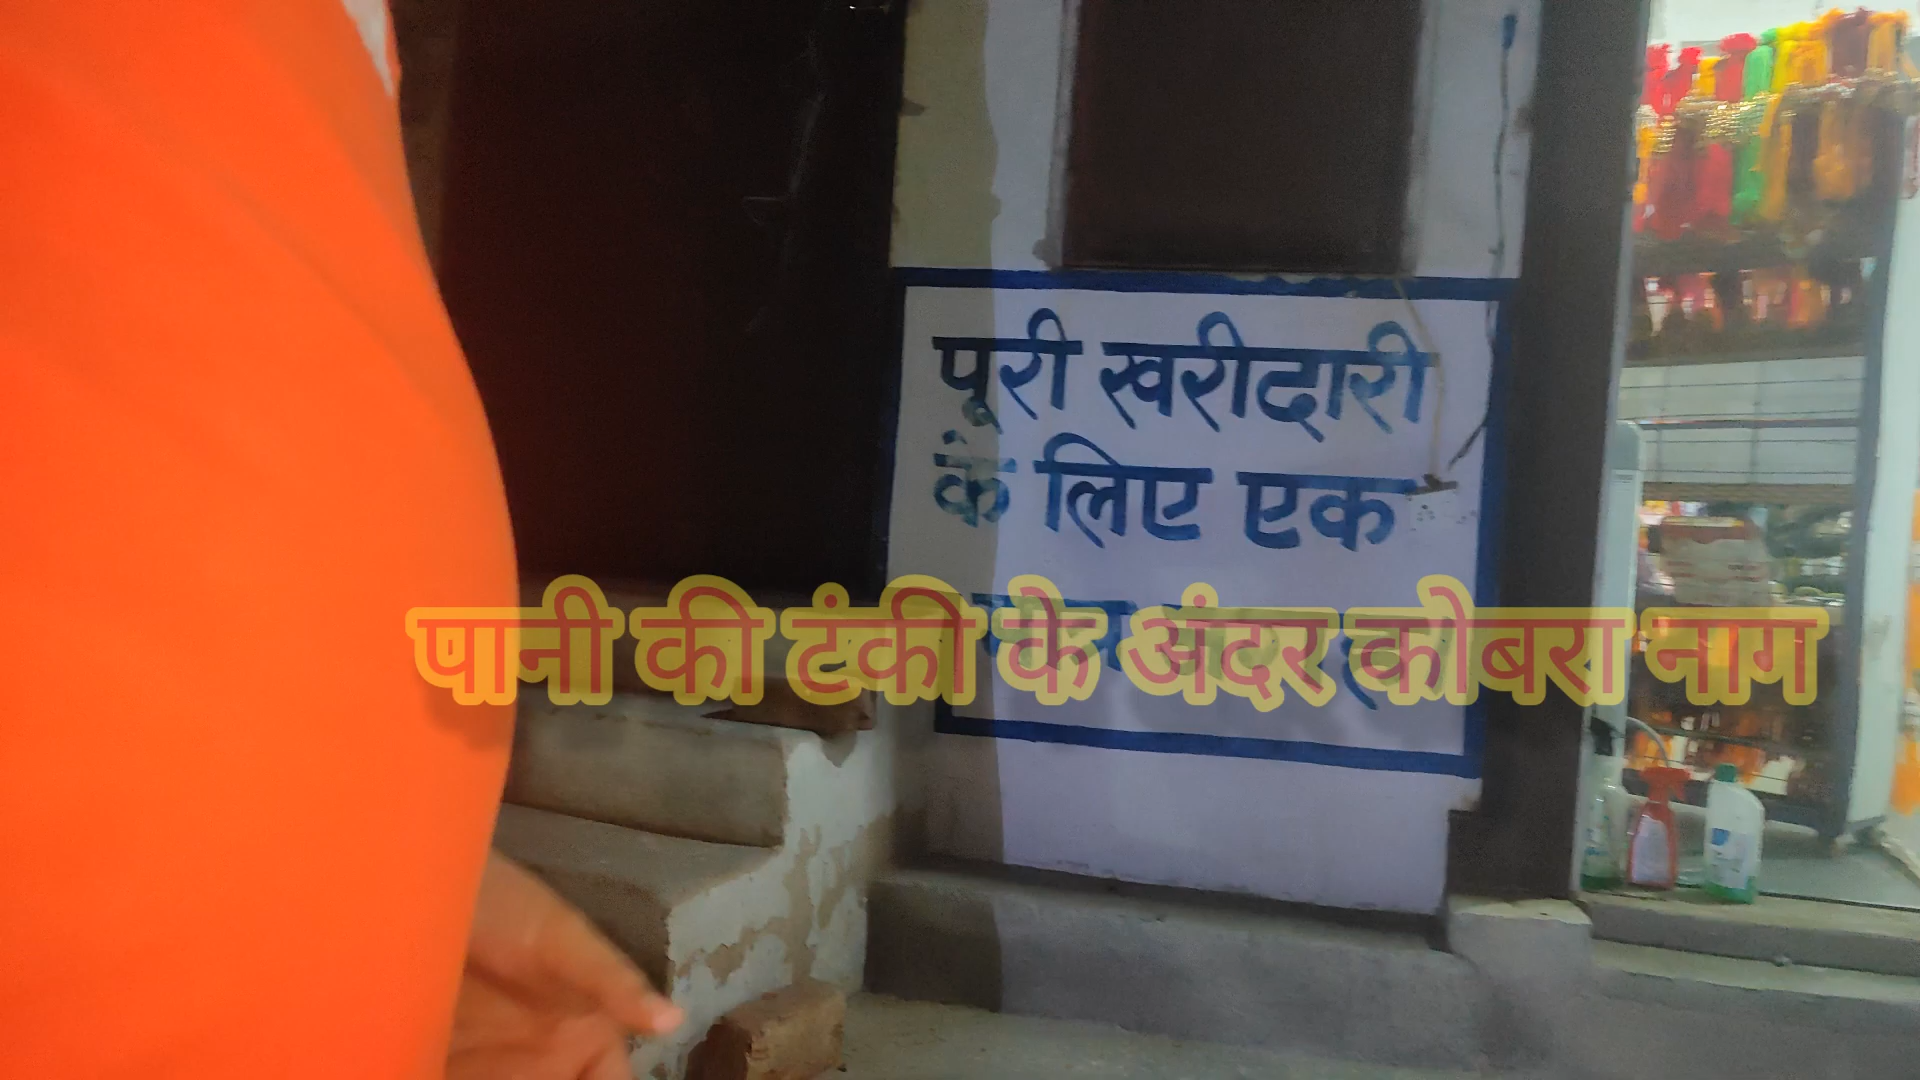 पूरी खरीदारी
के लिए एक
पानी की टंकी के अंदर कोबरा नाग